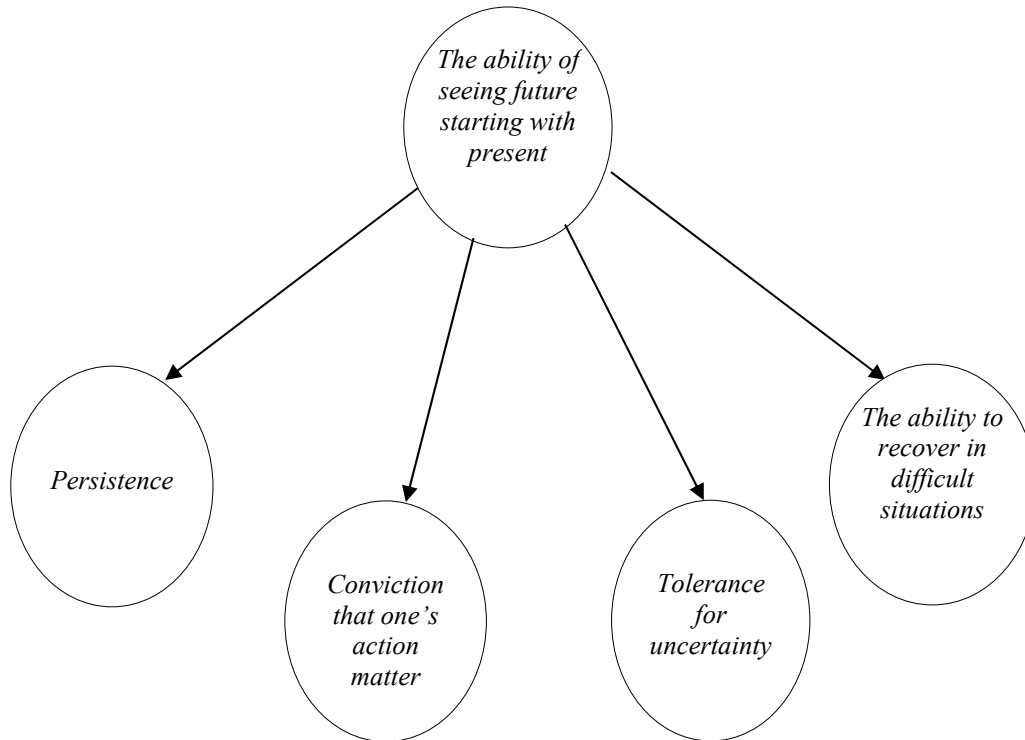 The ability of
seeing future
starting with
present
Persistence
Conviction
that one’s
action
matter
Tolerance
for
uncertainty
The ability to
recover in
difficult
situations